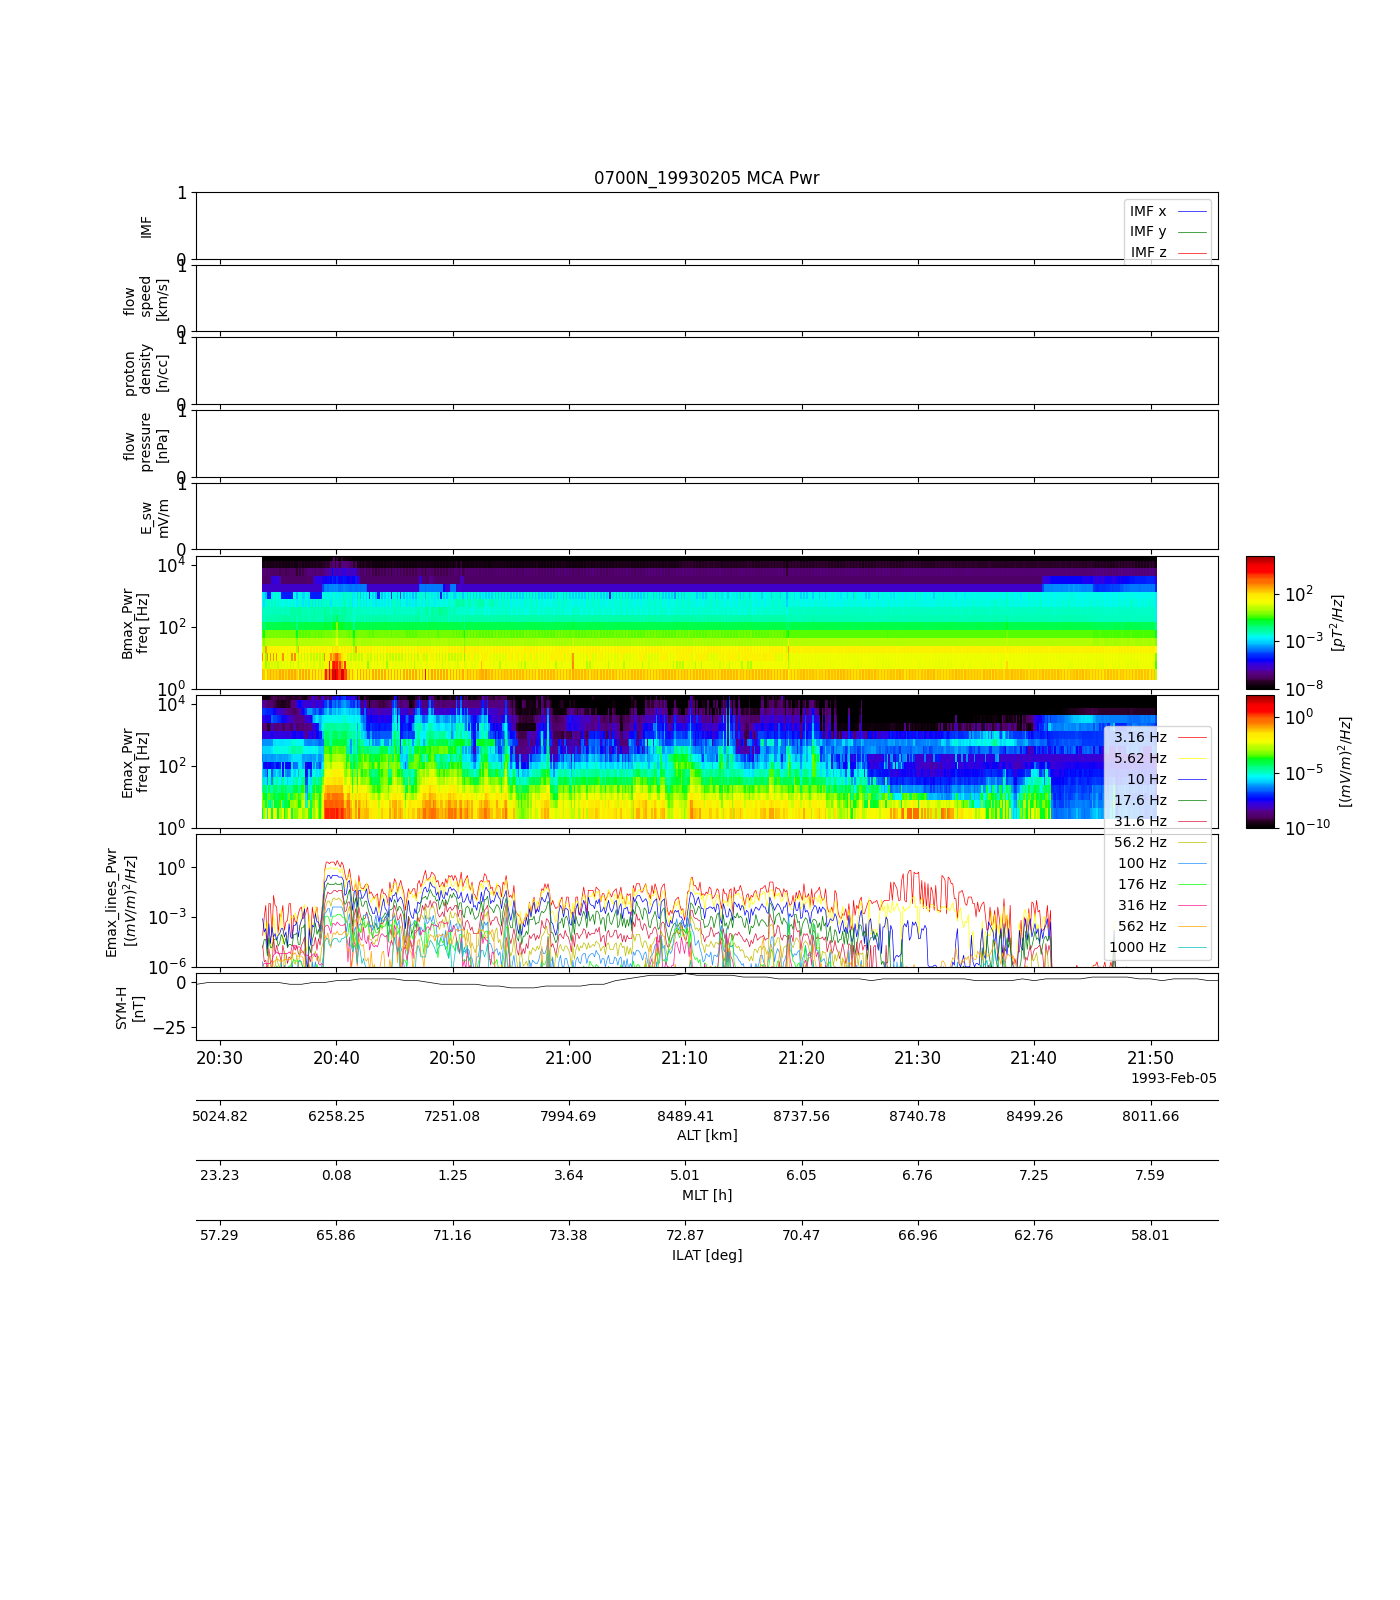 0700N_19930205 MCA Pwr
1
IMF
0
IMF x
IMF y
IMF z
1
flow
speed
[km/s]
0
1
proton
density
[n/cc]
0
1
flow
pressure
[nPa]
0
1
E_sw
mV/m
0
10^4
10^2
10^0
Bmax_Pwr
freq [Hz]
10^2
10^-3
10^-8
[pT^2/Hz]
10^4
10^2
10^0
Emax_Pwr
freq [Hz]
10^0
10^-5
10^-10
[(mV/m)^2/Hz]
3.16 Hz
5.62 Hz
10 Hz
17.6 Hz
31.6 Hz
56.2 Hz
100 Hz
176 Hz
316 Hz
562 Hz
1000 Hz
10^0
10^-3
10^-6
Emax_lines_Pwr
[(mV/m)^2/Hz]
0
−25
SYM-H
[nT]
20:30 20:40 20:50 21:00 21:10 21:20 21:30 21:40 21:50
1993-Feb-05
5024.82 6258.25 7251.08 7994.69 8489.41 8737.56 8740.78 8499.26 8011.66
ALT [km]
23.23 0.08 1.25 3.64 5.01 6.05 6.76 7.25 7.59
MLT [h]
57.29 65.86 71.16 73.38 72.87 70.47 66.96 62.76 58.01
ILAT [deg]